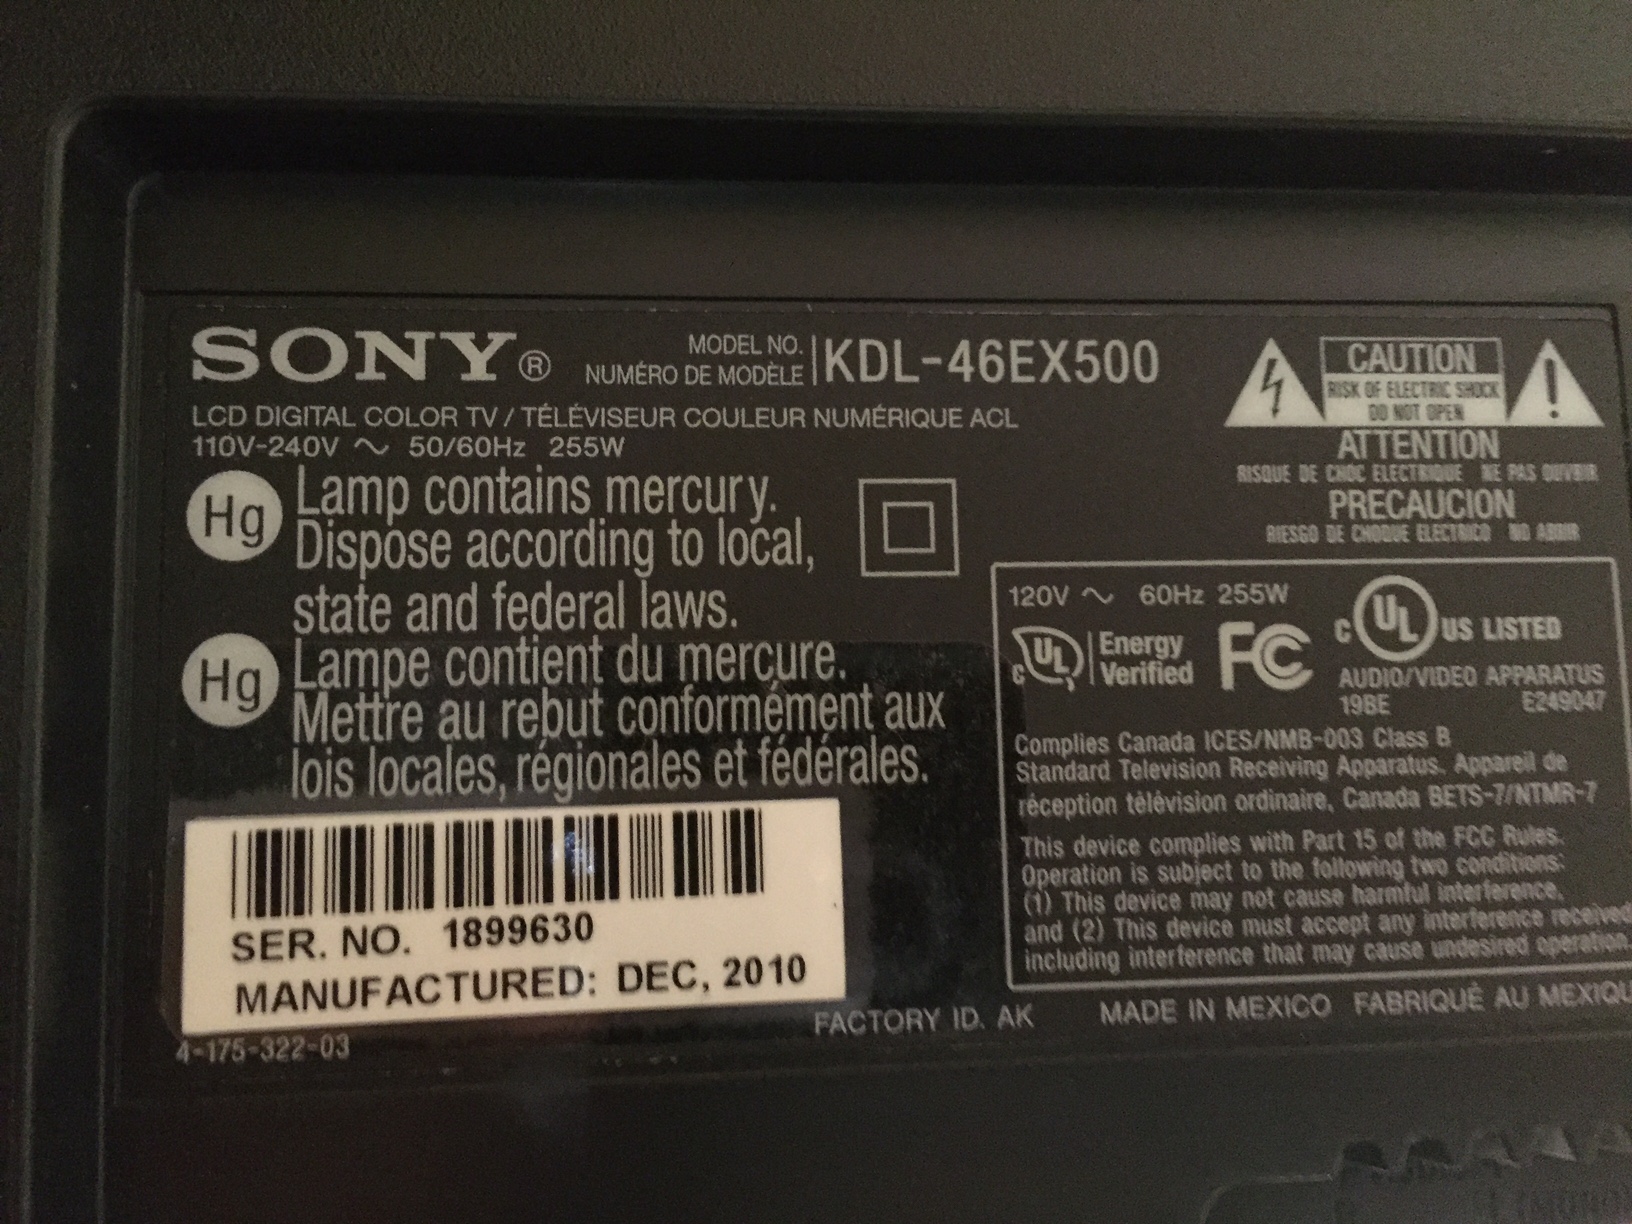 SONY®
MODEL NO.
NUMÉRO DE MODÈLE
KDL-46EX500
LCD DIGITAL COLOR TV / TÉLÉVISEUR COULEUR NUMÉRIQUE ACL
110V-240V ~ 50/60Hz 255W
Hg
Lamp contains mercury.
Dispose according to local,
state and federal laws.
Hg
Lampe contient du mercure.
Mettre au rebut conformément aux
lois locales, régionales et fédérales.
CAUTION
RISK OF ELECTRIC SHOCK
DO NOT OPEN
ATTENTION
RISQUE DE CHOC ELECTRIQUE NE PAS OUVRIR
PRECAUCION
RIESGO DE CHOQUE ELECTRICO NO ABRIR
120V ~ 60Hz 255W
c UL Energy
Verified
FC
c UL US LISTED
AUDIO/VIDEO APPARATUS
19BE E249047
Complies Canada ICES/NMB-003 Class B
Standard Television Receiving Apparatus. Appareil de
réception télévision ordinaire, Canada BETS-7/NTMR-7
This device complies with Part 15 of the FCC Rules.
Operation is subject to the following two conditions:
(1) This device may not cause harmful interference,
and (2) This device must accept any interference received
including interference that may cause undesired operation.
SER. NO. 1899630
MANUFACTURED: DEC, 2010
4-175-322-03
FACTORY ID. AK
MADE IN MEXICO FABRIQUÉ AU MEXIQU